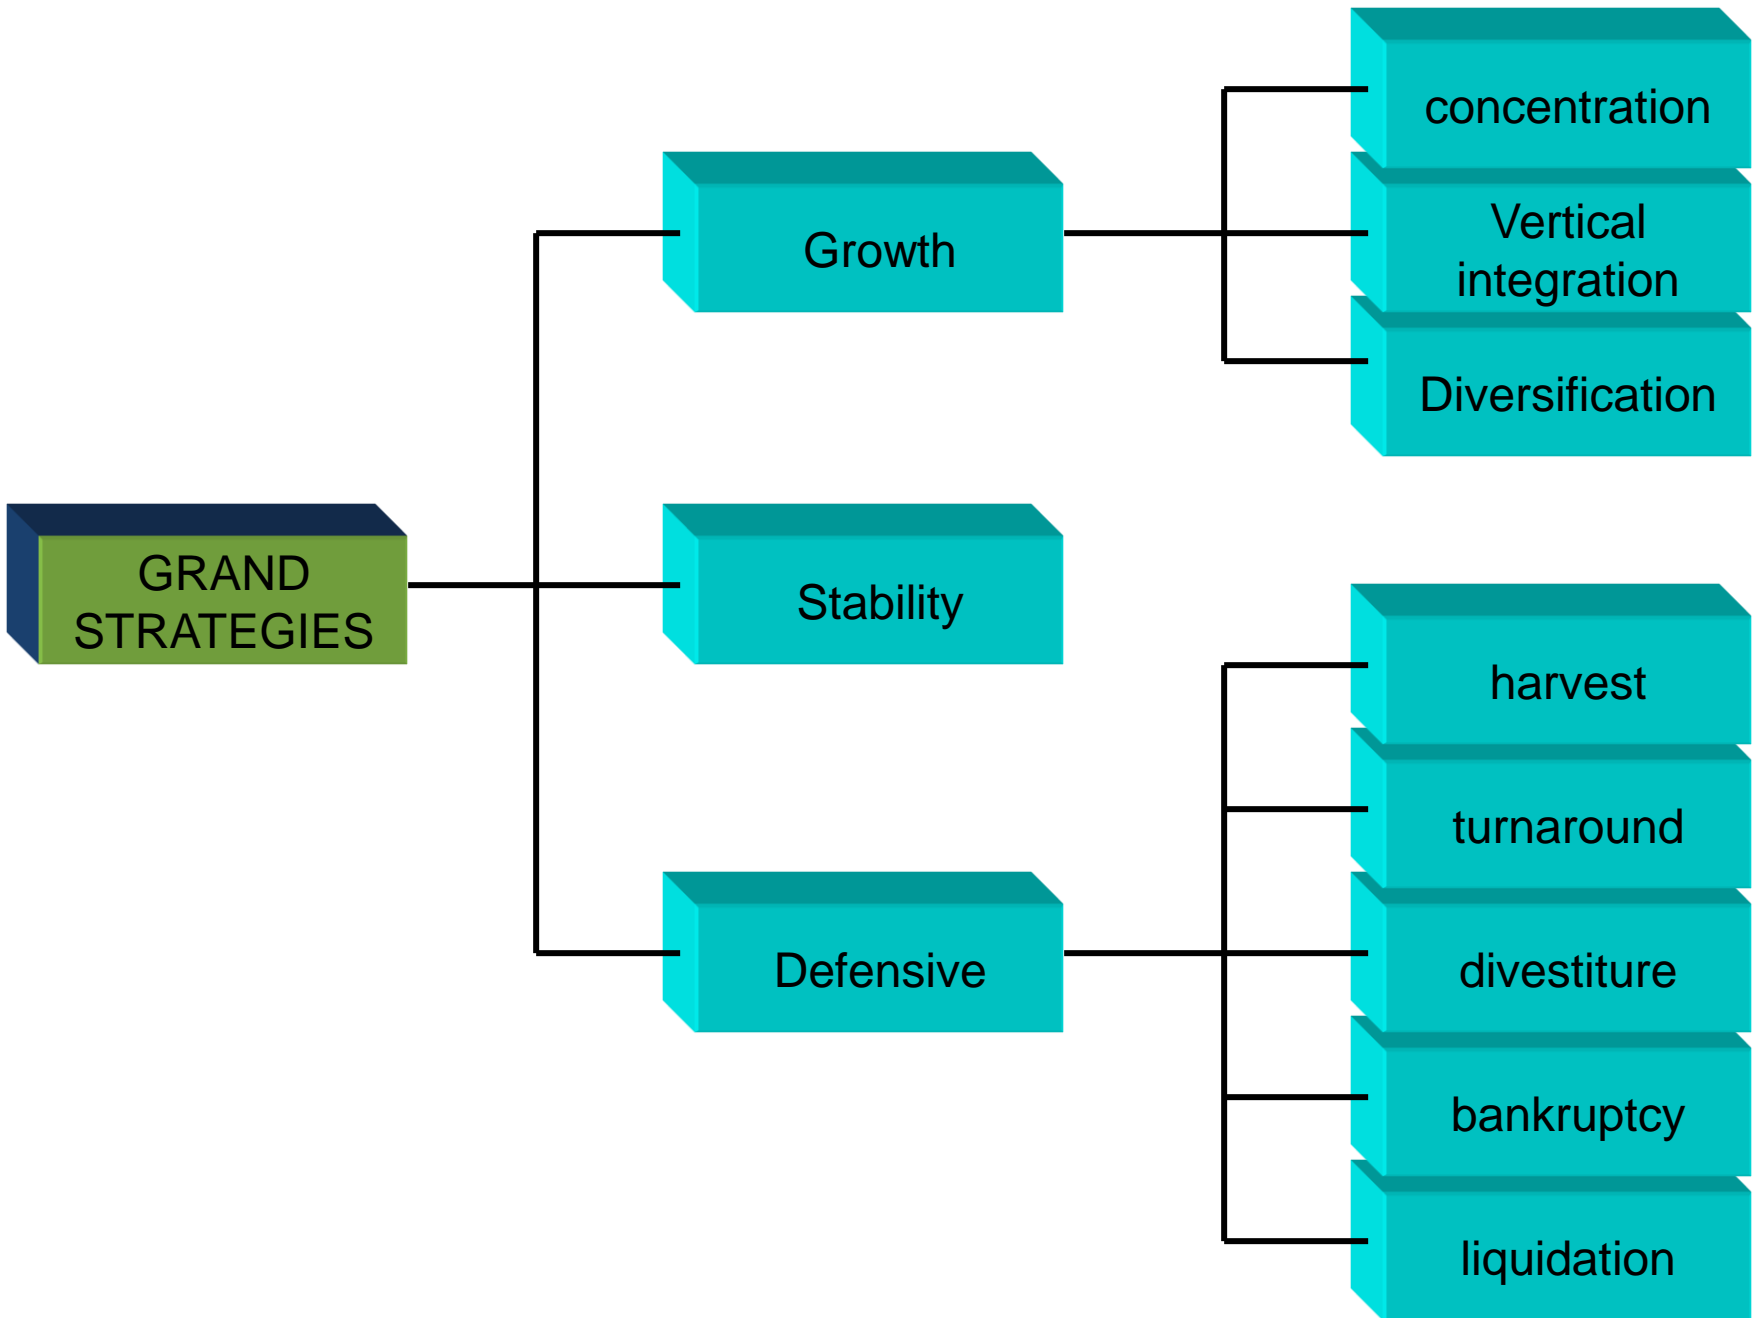 GRAND
STRATEGIES
Growth
concentration
Vertical
integration
Diversification
Stability
Defensive
harvest
turnaround
divestiture
bankruptcy
liquidation